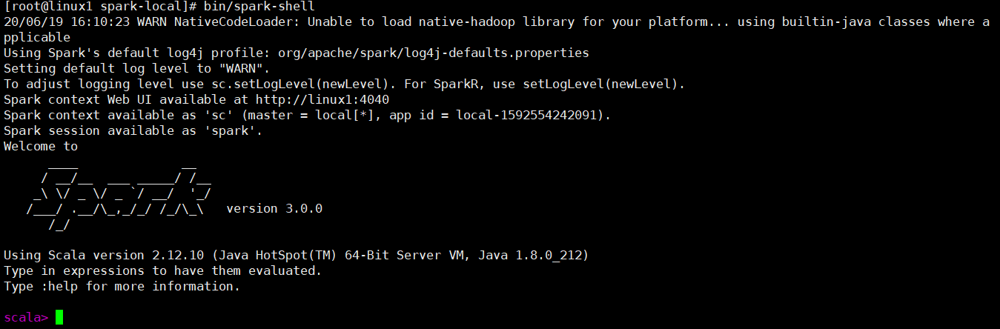 [root@linux1 spark-local]# bin/spark-shell
20/06/19 16:10:23 WARN NativeCodeLoader: Unable to load native-hadoop library for your platform... using builtin-java classes where a
pplicable
Using Spark's default log4j profile: org/apache/spark/log4j-defaults.properties
Setting default log level to "WARN".
To adjust logging level use sc.setLogLevel(newLevel). For SparkR, use setLogLevel(newLevel).
Spark context Web UI available at http://linux1:4040
Spark context available as 'sc' (master = local[*], app id = local-1592554242091).
Spark session available as 'spark'.
Welcome to
      ____              __
     / __/__  ___ _____/ /__
    _\ \/ _ \/ _ `/ __/  '_/
   /___/ .__/\_,_/_/ /_/\_\   version 3.0.0
      /_/
Using Scala version 2.12.10 (Java HotSpot(TM) 64-Bit Server VM, Java 1.8.0_212)
Type in expressions to have them evaluated.
Type :help for more information.
scala>